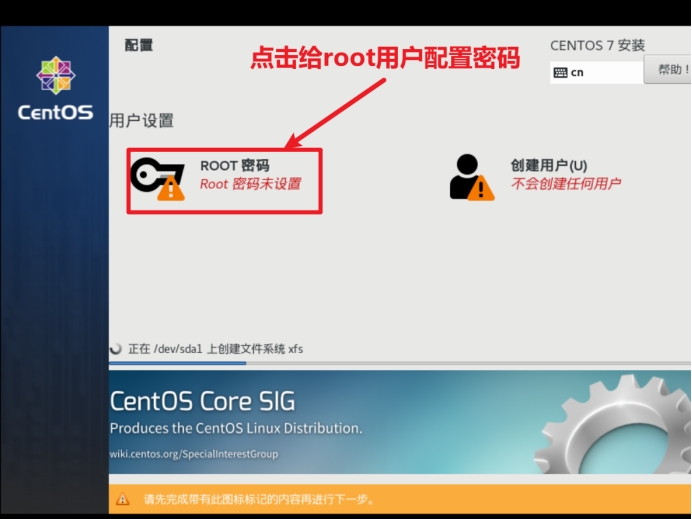 配置
CENTOS 7 安装
点击给root用户配置密码
cn
帮助！
CentOS
用户设置
ROOT 密码
Root 密码未设置
创建用户(U)
不会创建任何用户
正在 /dev/sda1 上创建文件系统 xfs
CentOS Core SIG
Produces the CentOS Linux Distribution.
wiki.centos.org/SpecialInterestGroup
请先完成带有此图标标记的内容再进行下一步。